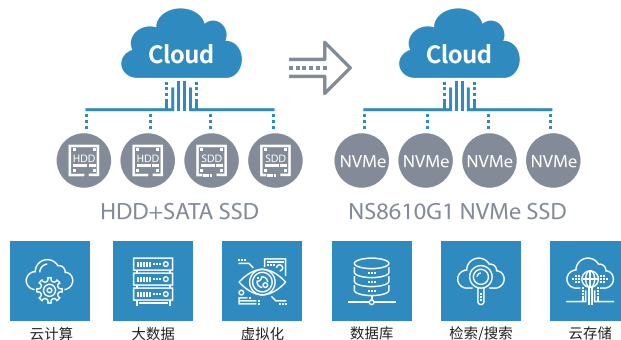 Cloud
Cloud
HDD
HDD
SDD
SDD
NVMe
NVMe
NVMe
NVMe
HDD+SATA SSD
NS8610G1 NVMe SSD
云计算
大数据
虚拟化
数据库
检索/搜索
云存储